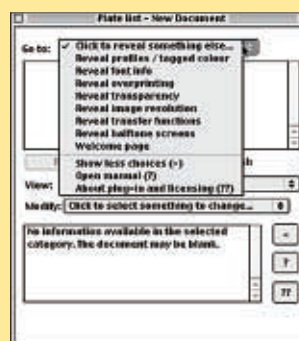 Plate list - New Document
Go to:
✓ Click to reveal something else...
Reveal profiles / tagged colour
Reveal font info
Reveal overprinting
Reveal transparency
Reveal image resolution
Reveal transfer functions
Reveal halftone screens
Welcome page
Show less choices (-)
Open manual (?)
About plug-in and licensing (??)
View:
Modify: Click to select something to change...
No information available in the selected
category. The document may be blank.
-
?
??